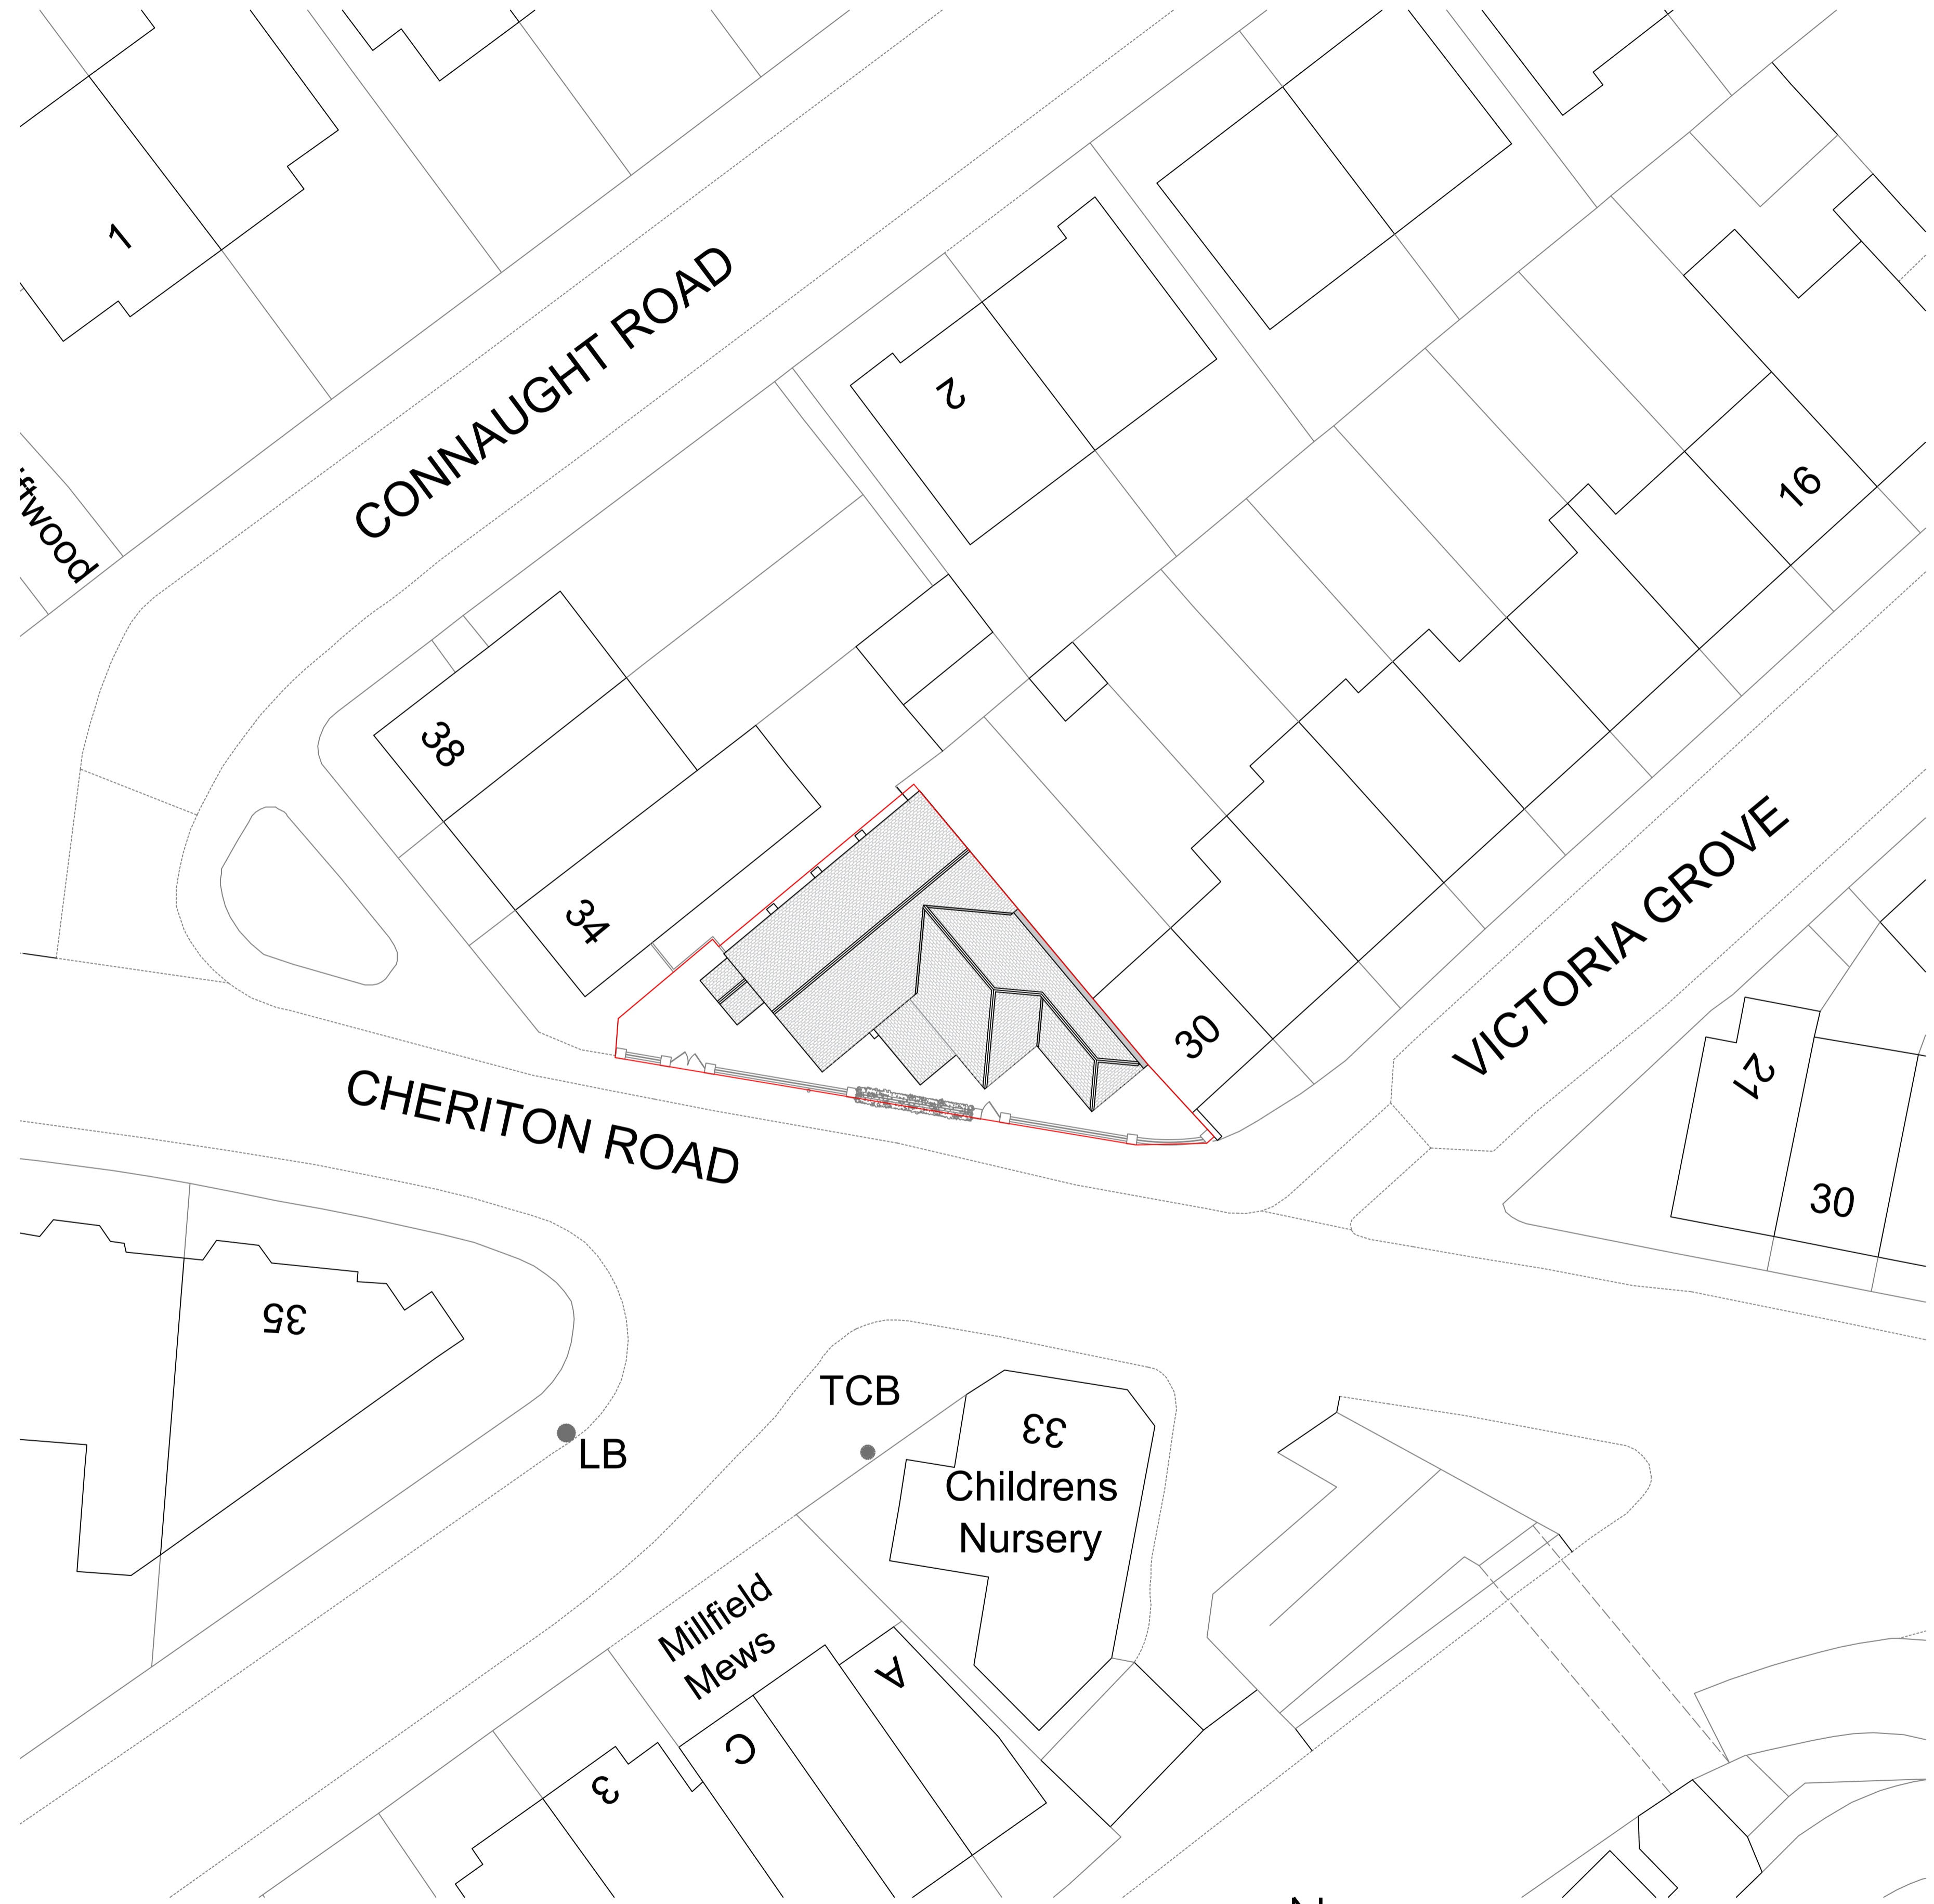 1
CONNAUGHT ROAD
2
16
38
34
30
VICTORIA GROVE
CHERITON ROAD
21
30
35
TCB
LB
33
Childrens
Nursery
Millfield
Mews
A
C
3